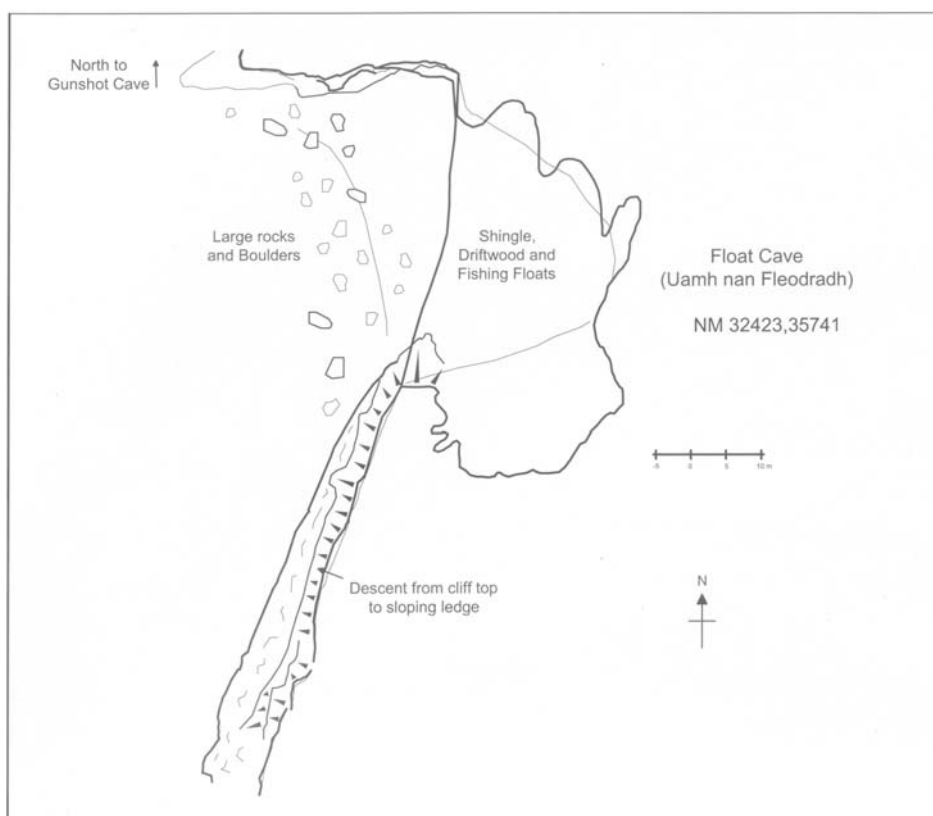 North to
Gunshot Cave
Large rocks
and Boulders
Shingle,
Driftwood and
Fishing Floats
Float Cave
(Uamh nan Fleodradh)
NM 32423,35741
-5 0 5 10 m
N
Descent from cliff top
to sloping ledge